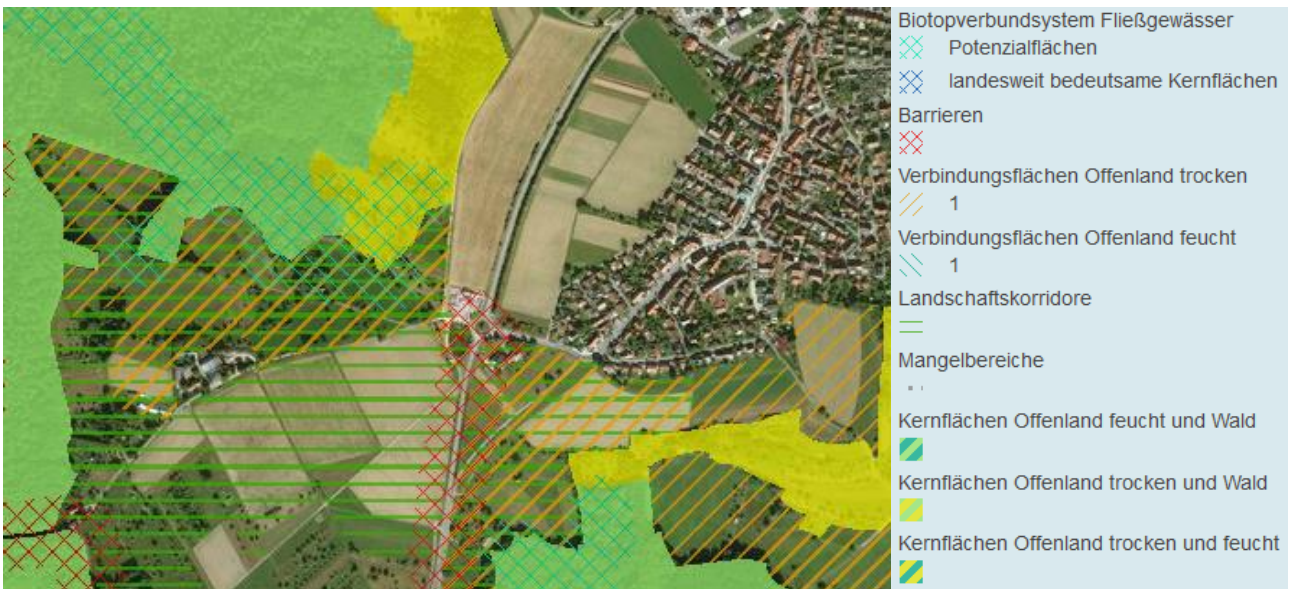 Biotopverbundsystem Fließgewässer
Potenzialflächen
landesweit bedeutsame Kernflächen
Barrieren
Verbindungsflächen Offenland trocken
1
Verbindungsflächen Offenland feucht
1
Landschaftskorridore
Mangelbereiche
Kernflächen Offenland feucht und Wald
Kernflächen Offenland trocken und Wald
Kernflächen Offenland trocken und feucht